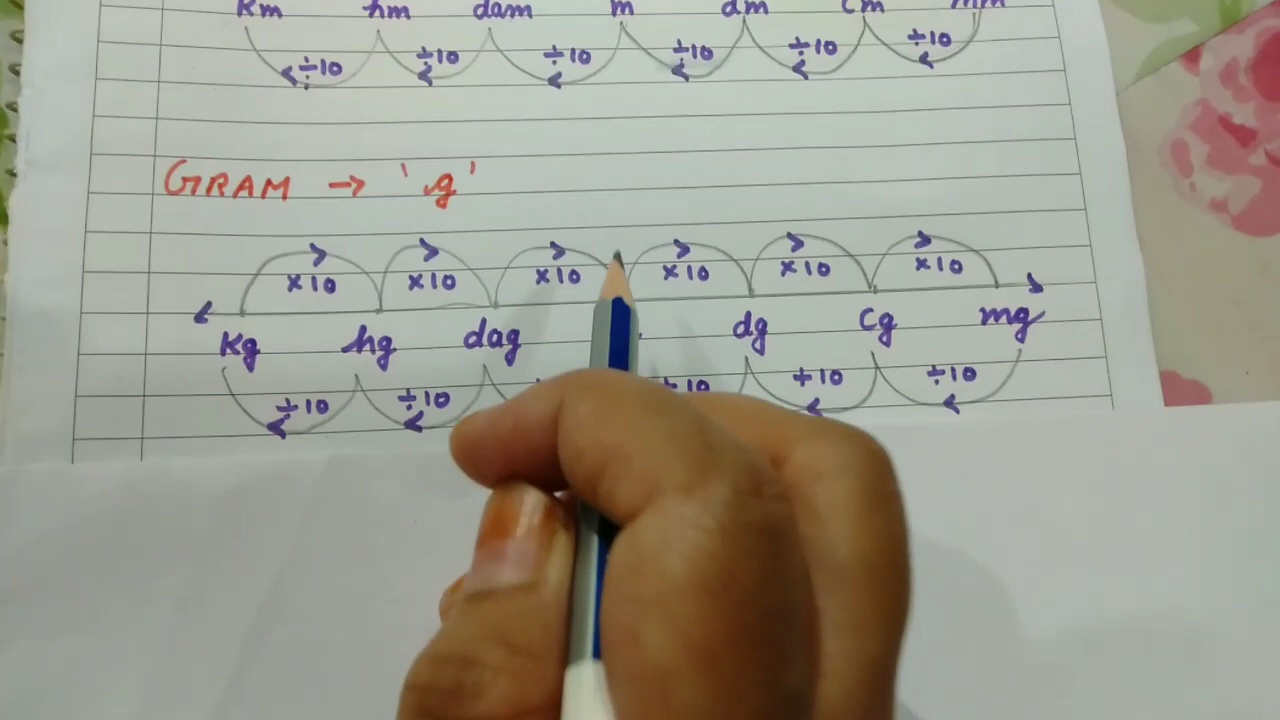 Km hm dam m dm Cm mm
÷10 ÷10 ÷10 ÷10 ÷10 ÷10
GRAM → 'g'
×10 ×10 ×10 ×10 ×10 ×10
Kg hg dag dg Cg mg
÷10 ÷10 ÷10 ÷10 ÷10